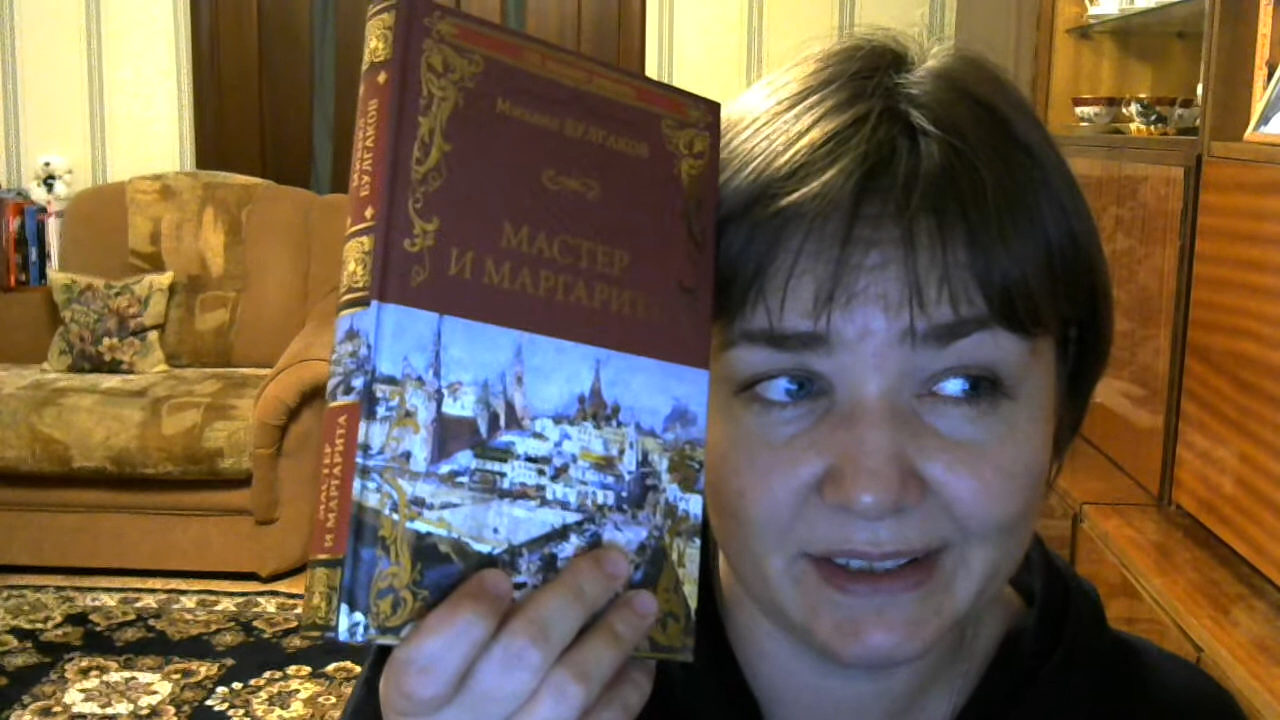 Михаил БУЛГАКОВ
МАСТЕР
И МАРГАРИТА
Михаил
БУЛГАКОВ
МАСТЕР
И МАРГАРИТА